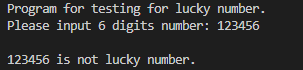 Program for testing for lucky number.
Please input 6 digits number: 123456
123456 is not lucky number.